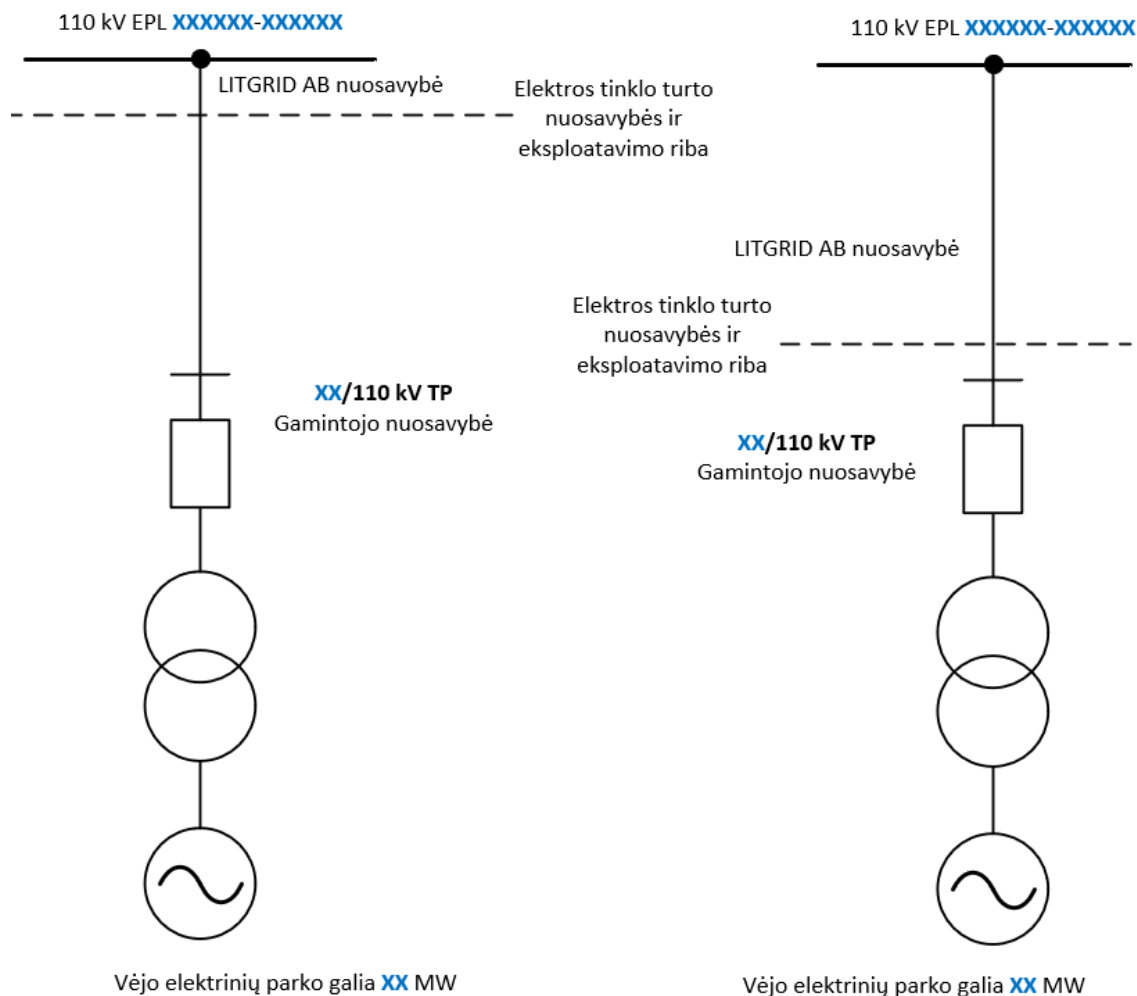 110 kV EPL XXXXXX-XXXXXX
LITGRID AB nuosavybė
Elektros tinklo turto
nuosavybės ir
eksploatavimo riba
XX/110 kV TP
Gamintojo nuosavybė
Vėjo elektrinių parko galia XX MW
110 kV EPL XXXXXX-XXXXXX
LITGRID AB nuosavybė
Elektros tinklo turto
nuosavybės ir
eksploatavimo riba
XX/110 kV TP
Gamintojo nuosavybė
Vėjo elektrinių parko galia XX MW